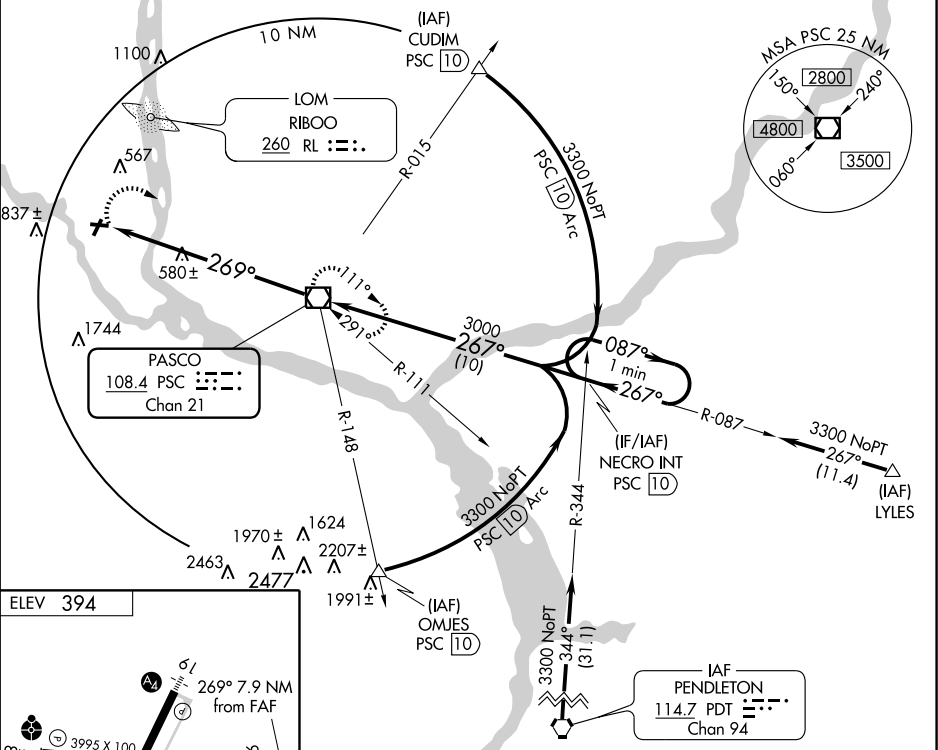 (IAF)
CUDIM
PSC 10
10 NM
1100
LOM
RIBOO
260 RL
567
837±
R-015
3300 NoPT
PSC 10 Arc
MSA PSC 25 NM
150°
2800
240°
4800
060°
3500
580±
269°
111°
291°
1744
PASCO
108.4 PSC
Chan 21
3000
267°
(10)
R-111
R-148
087°
1 min
267°
R-087
3300 NoPT
267°
(11.4)
(IAF)
LYLES
(IF/IAF)
NECRO INT
PSC 10
R-344
3300 NoPT
PSC 10 Arc
1624
1970±
2207±
2463
2477
1991±
(IAF)
OMJES
PSC 10
3300 NoPT
344°
(31.1)
IAF
PENDLETON
114.7 PDT
Chan 94
ELEV 394
19
A4
P
269° 7.9 NM
from FAF
P
3995 X 100